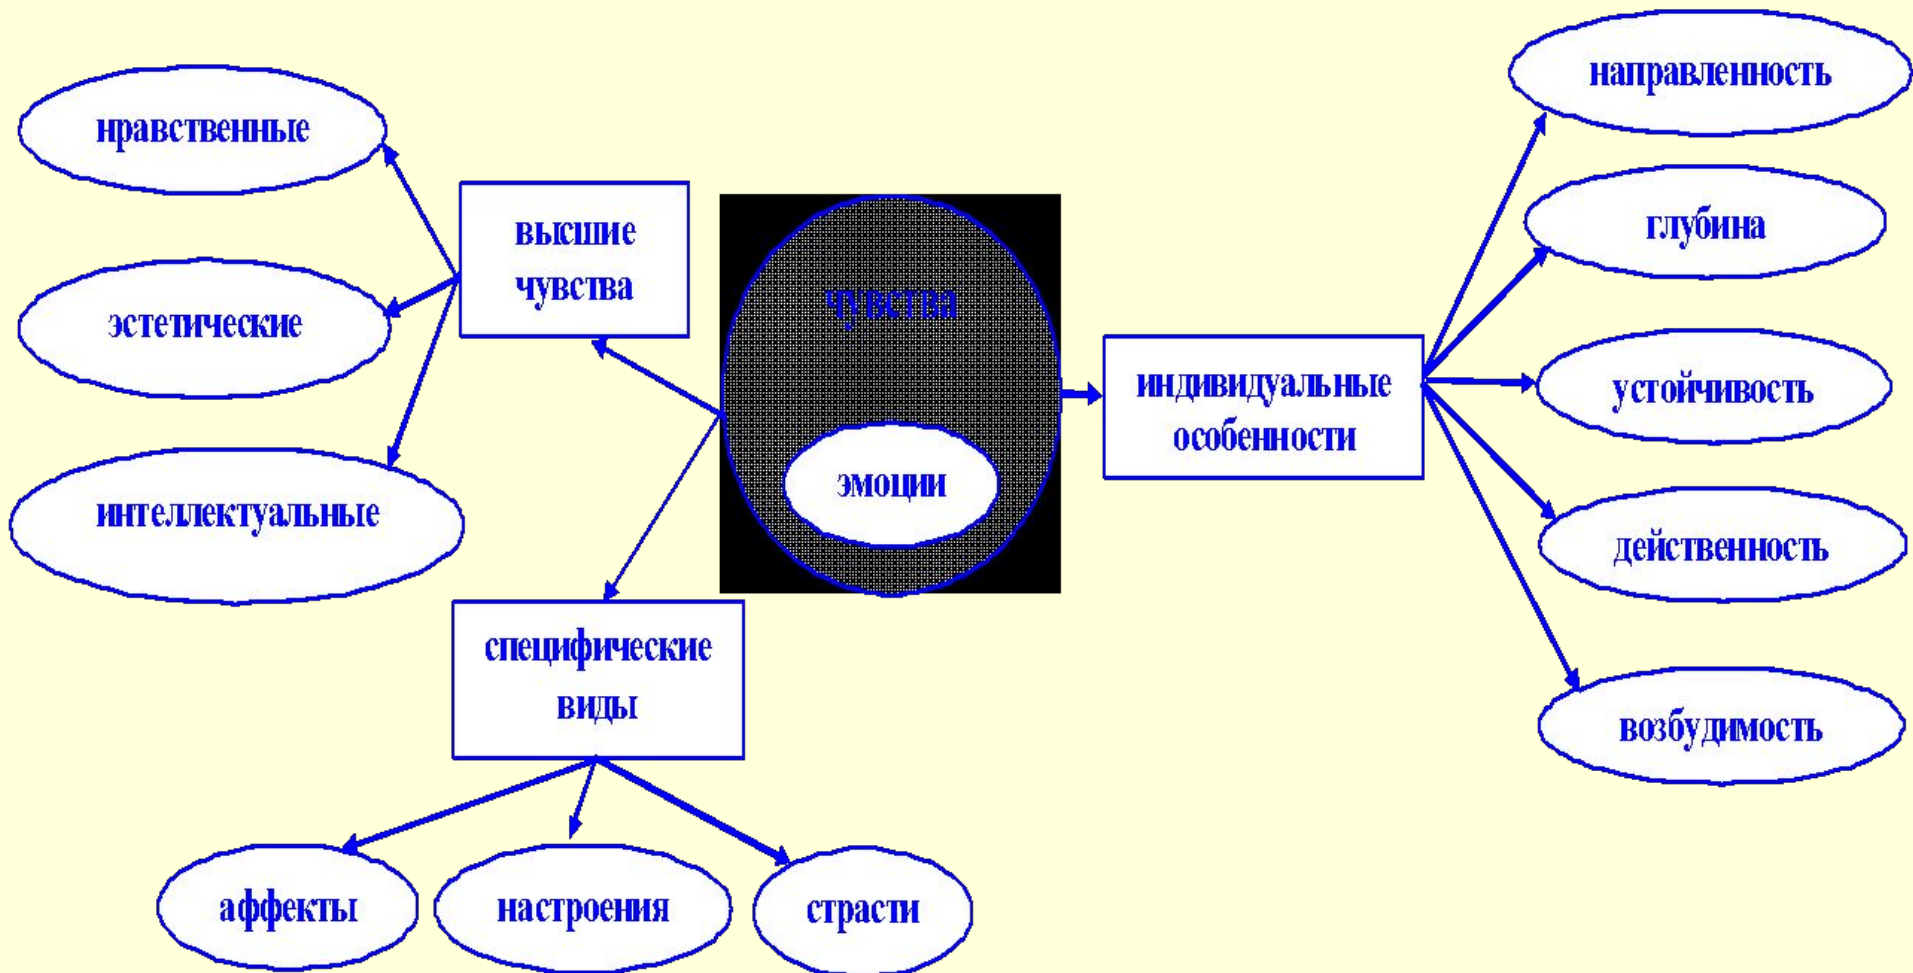 нравственные
эстетические
интеллектуальные
высшие
чувства
чувства
эмоции
специфические
виды
аффекты
настроения
страсти
индивидуальные
особенности
направленность
глубина
устойчивость
действенность
возбудимость